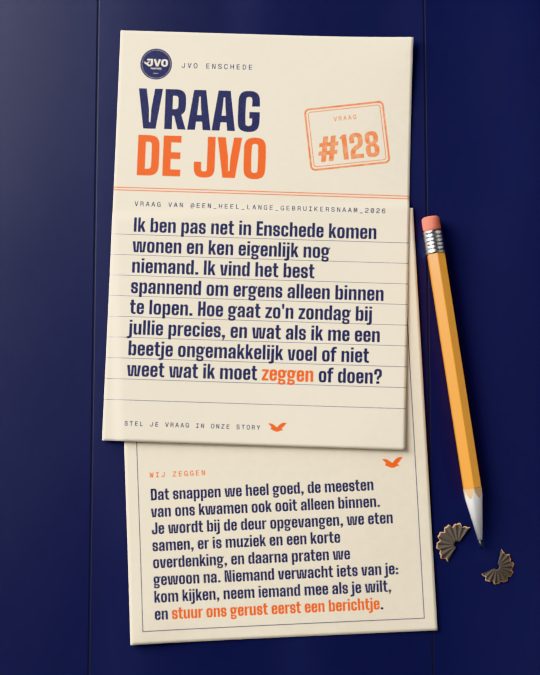 JVO
JVO ENSCHEDE
VRAAG
DE JVO
VRAAG
#128
VRAAG VAN @EEN_HEEL_LANGE_GEBRUIKERSNAAM_2026
Ik ben pas net in Enschede komen
wonen en ken eigenlijk nog
niemand. Ik vind het best
spannend om ergens alleen binnen
te lopen. Hoe gaat zo'n zondag bij
jullie precies, en wat als ik me een
beetje ongemakkelijk voel of niet
weet wat ik moet zeggen of doen?
STEL JE VRAAG IN ONZE STORY
WIJ ZEGGEN
Dat snappen we heel goed, de meesten
van ons kwamen ook ooit alleen binnen.
Je wordt bij de deur opgevangen, we eten
samen, er is muziek en een korte
overdenking, en daarna praten we
gewoon na. Niemand verwacht iets van je:
kom kijken, neem iemand mee als je wilt,
en stuur ons gerust eerst een berichtje.